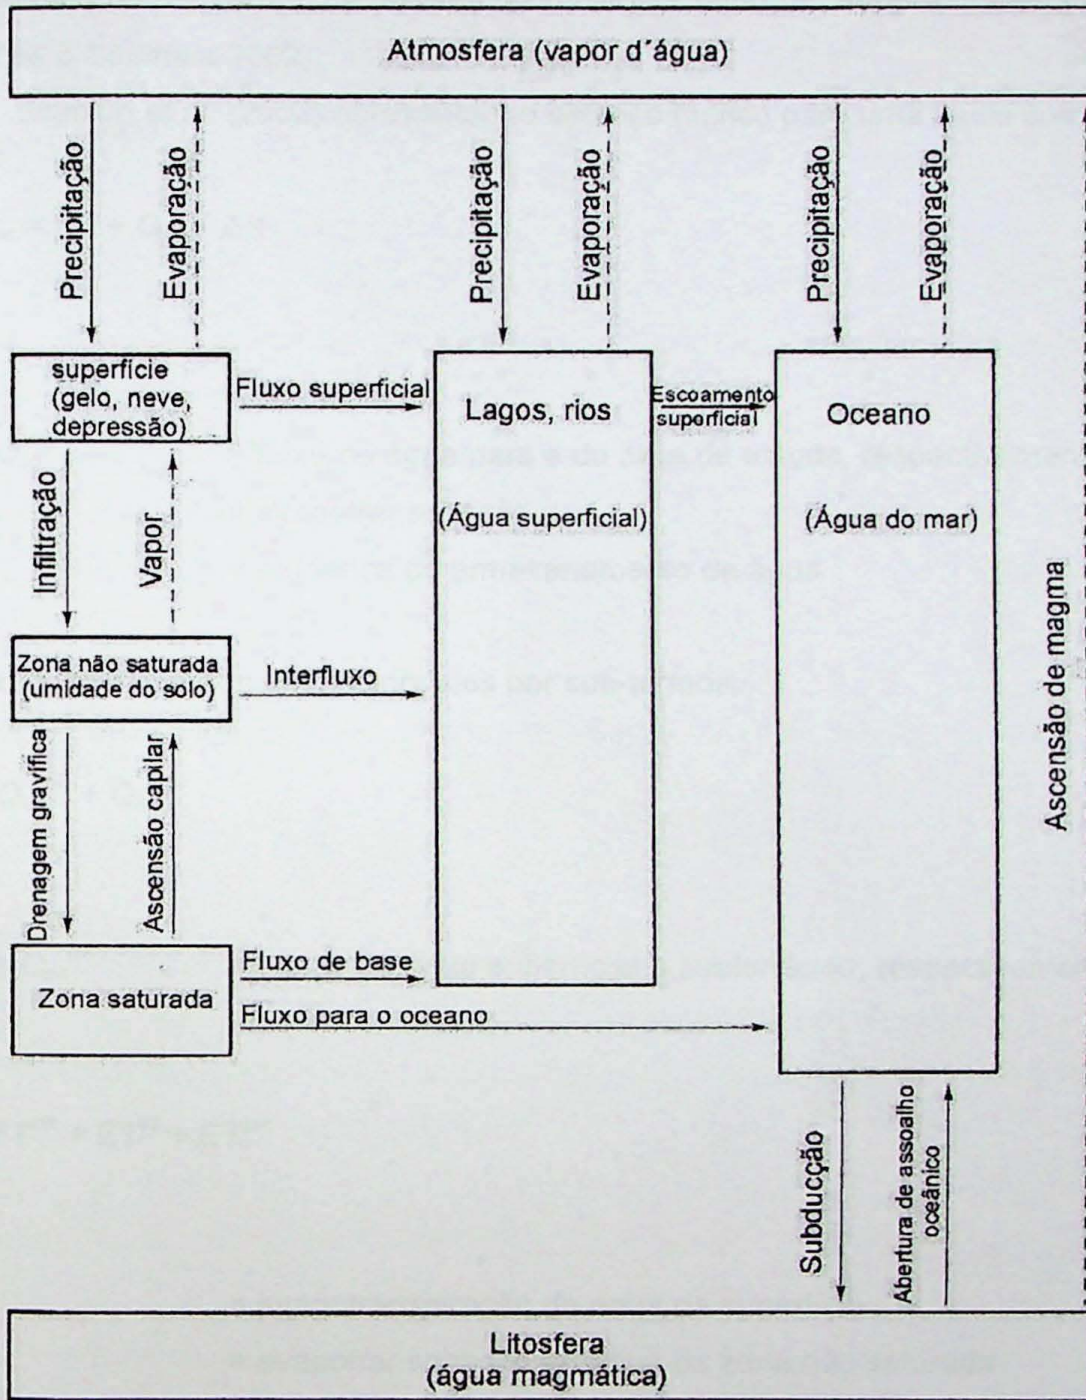 Atmosfera (vapor d'água)
Precipitação
Evaporação
Precipitação
Evaporação
Precipitação
Evaporação
superfície
(gelo, neve,
depressão)
Fluxo superficial
Lagos, rios
(Água superficial)
Escoamento
superficial
Oceano
(Água do mar)
Infiltração
Vapor
Zona não saturada
(umidade do solo)
Interfluxo
Ascensão de magma
Drenagem gravífica
Ascensão capilar
Zona saturada
Fluxo de base
Fluxo para o oceano
Subducção
Abertura de assoalho
oceânico
Litosfera
(água magmática)